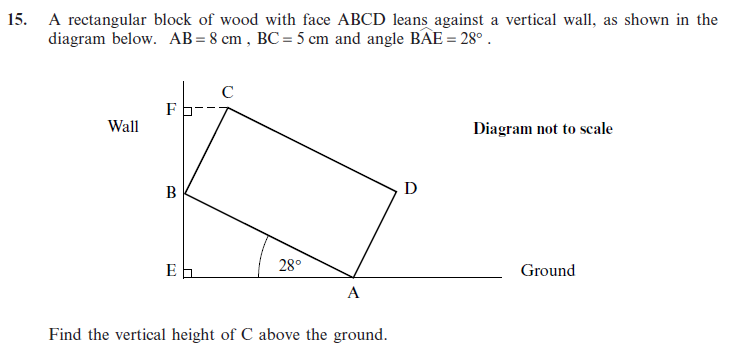 15. A rectangular block of wood with face ABCD leans against a vertical wall, as shown in the
diagram below. AB = 8 cm , BC = 5 cm and angle BÂE = 28° .
C
F
Wall
Diagram not to scale
B
D
E
28°
Ground
A
Find the vertical height of C above the ground.